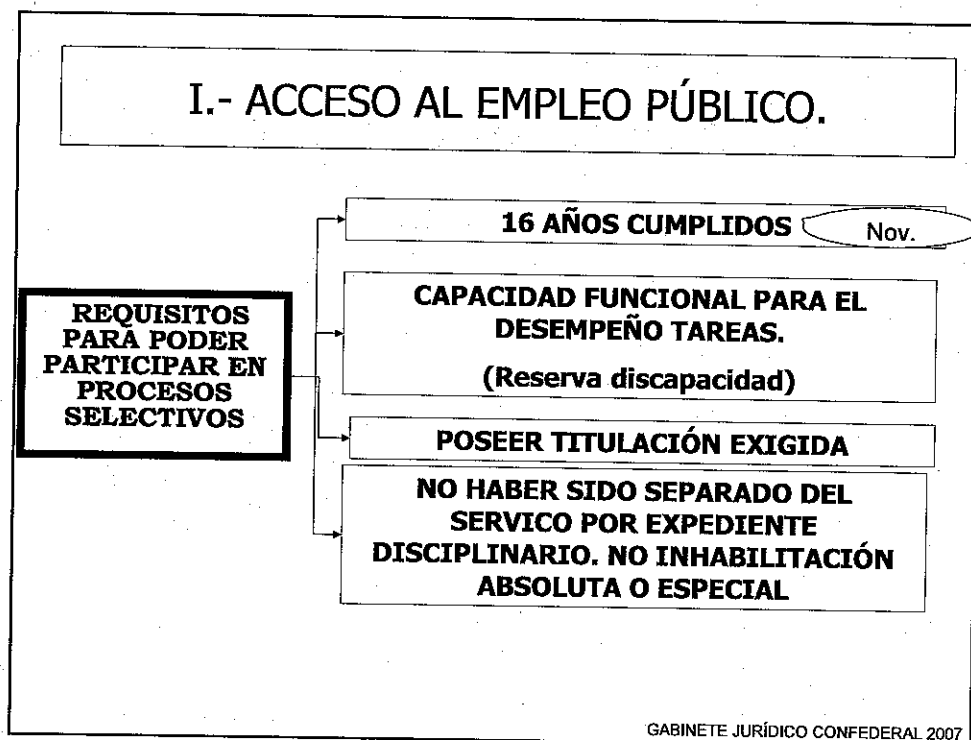 I.- ACCESO AL EMPLEO PÚBLICO.
16 AÑOS CUMPLIDOS
Nov.
REQUISITOS
PARA PODER
PARTICIPAR EN
PROCESOS
SELECTIVOS
CAPACIDAD FUNCIONAL PARA EL
DESEMPEÑO TAREAS.
(Reserva discapacidad)
POSEER TITULACIÓN EXIGIDA
NO HABER SIDO SEPARADO DEL
SERVICO POR EXPEDIENTE
DISCIPLINARIO. NO INHABILITACIÓN
ABSOLUTA O ESPECIAL
GABINETE JURÍDICO CONFEDERAL 2007